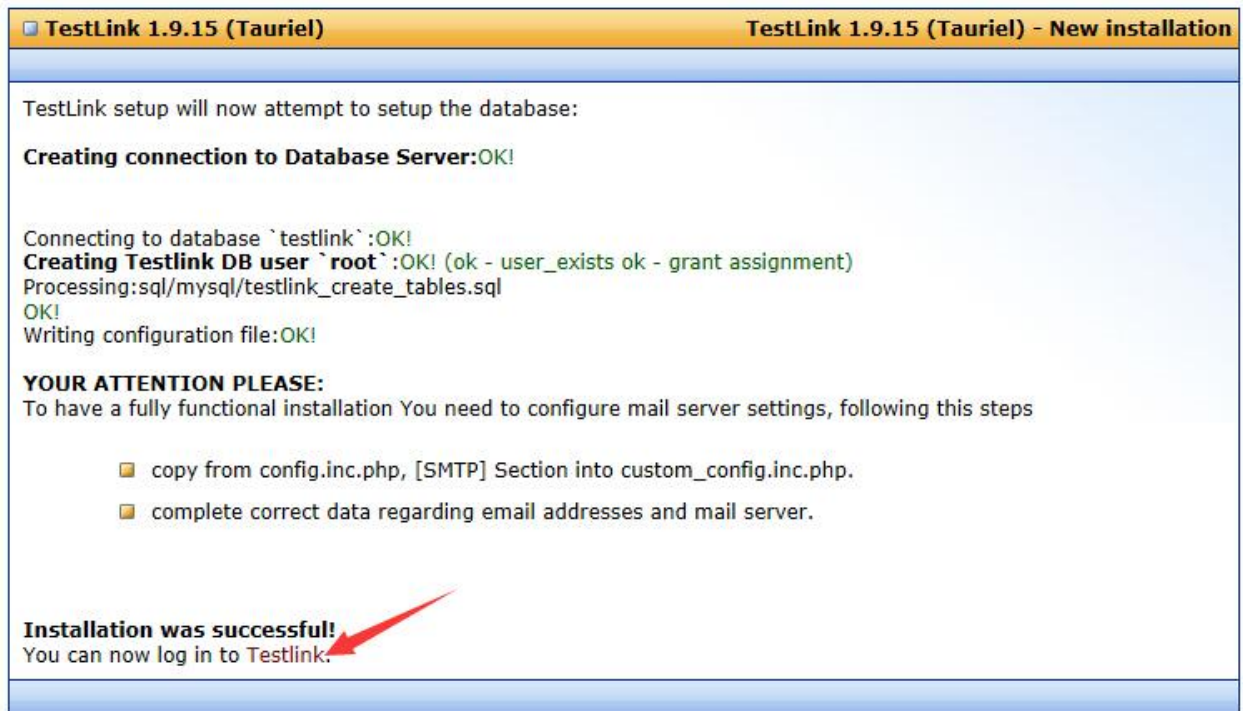 TestLink 1.9.15 (Tauriel) TestLink 1.9.15 (Tauriel) - New installation
TestLink setup will now attempt to setup the database:
Creating connection to Database Server:OK!
Connecting to database `testlink`:OK!
Creating Testlink DB user `root`:OK! (ok - user_exists ok - grant assignment)
Processing:sql/mysql/testlink_create_tables.sql
OK!
Writing configuration file:OK!
YOUR ATTENTION PLEASE:
To have a fully functional installation You need to configure mail server settings, following this steps
copy from config.inc.php, [SMTP] Section into custom_config.inc.php.
complete correct data regarding email addresses and mail server.
Installation was successful!
You can now log in to Testlink.